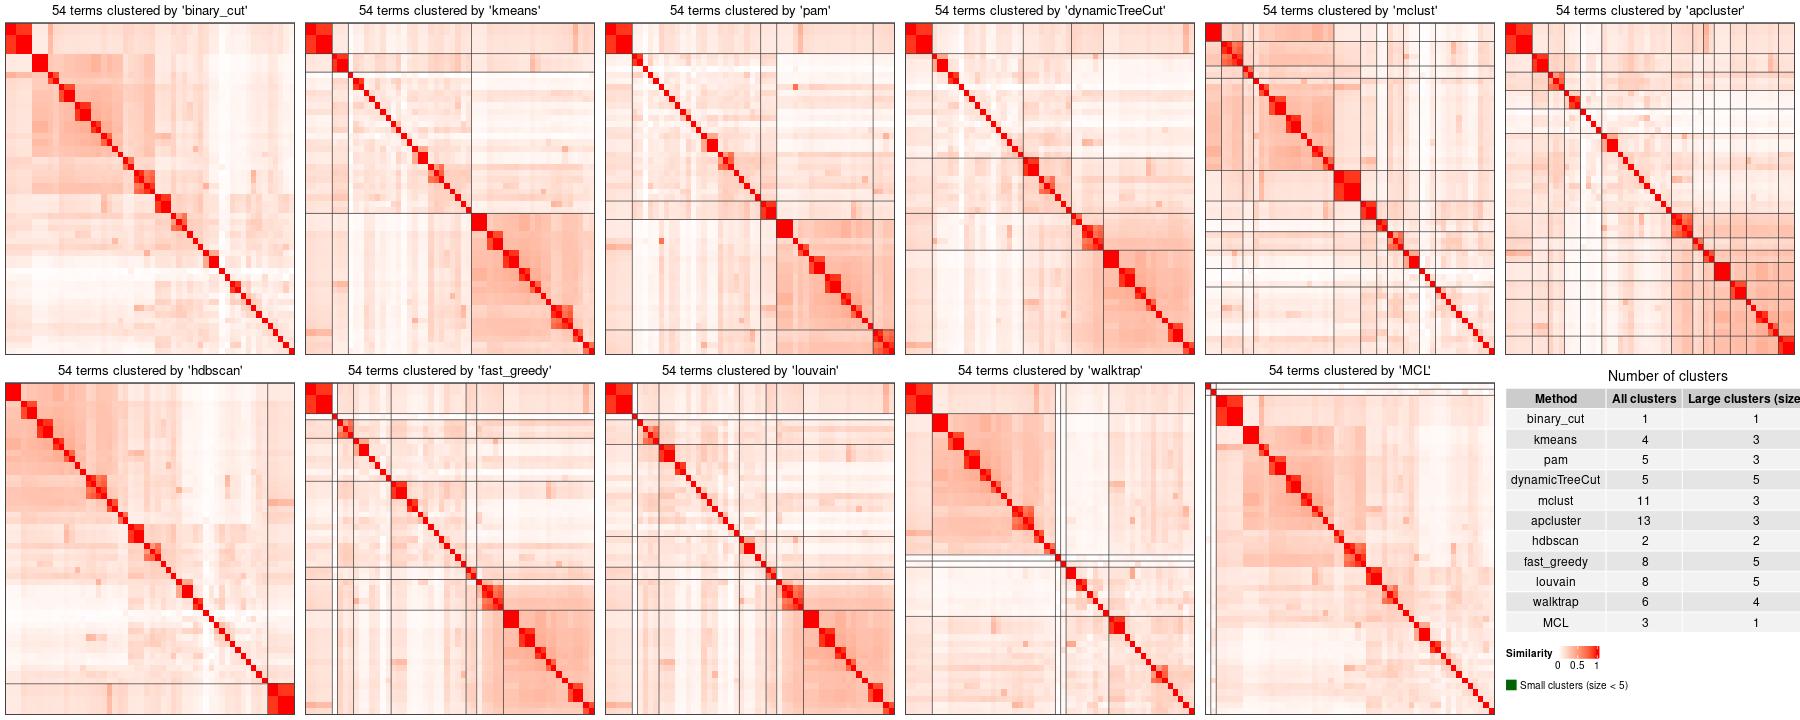 54 terms clustered by 'binary_cut'
54 terms clustered by 'kmeans'
54 terms clustered by 'pam'
54 terms clustered by 'dynamicTreeCut'
54 terms clustered by 'mclust'
54 terms clustered by 'apcluster'
54 terms clustered by 'hdbscan'
54 terms clustered by 'fast_greedy'
54 terms clustered by 'louvain'
54 terms clustered by 'walktrap'
54 terms clustered by 'MCL'
Number of clusters
Method All clusters Large clusters (size
binary_cut 1 1
kmeans 4 3
pam 5 3
dynamicTreeCut 5 5
mclust 11 3
apcluster 13 3
hdbscan 2 2
fast_greedy 8 5
louvain 8 5
walktrap 6 4
MCL 3 1
Similarity
0 0.5 1
Small clusters (size < 5)